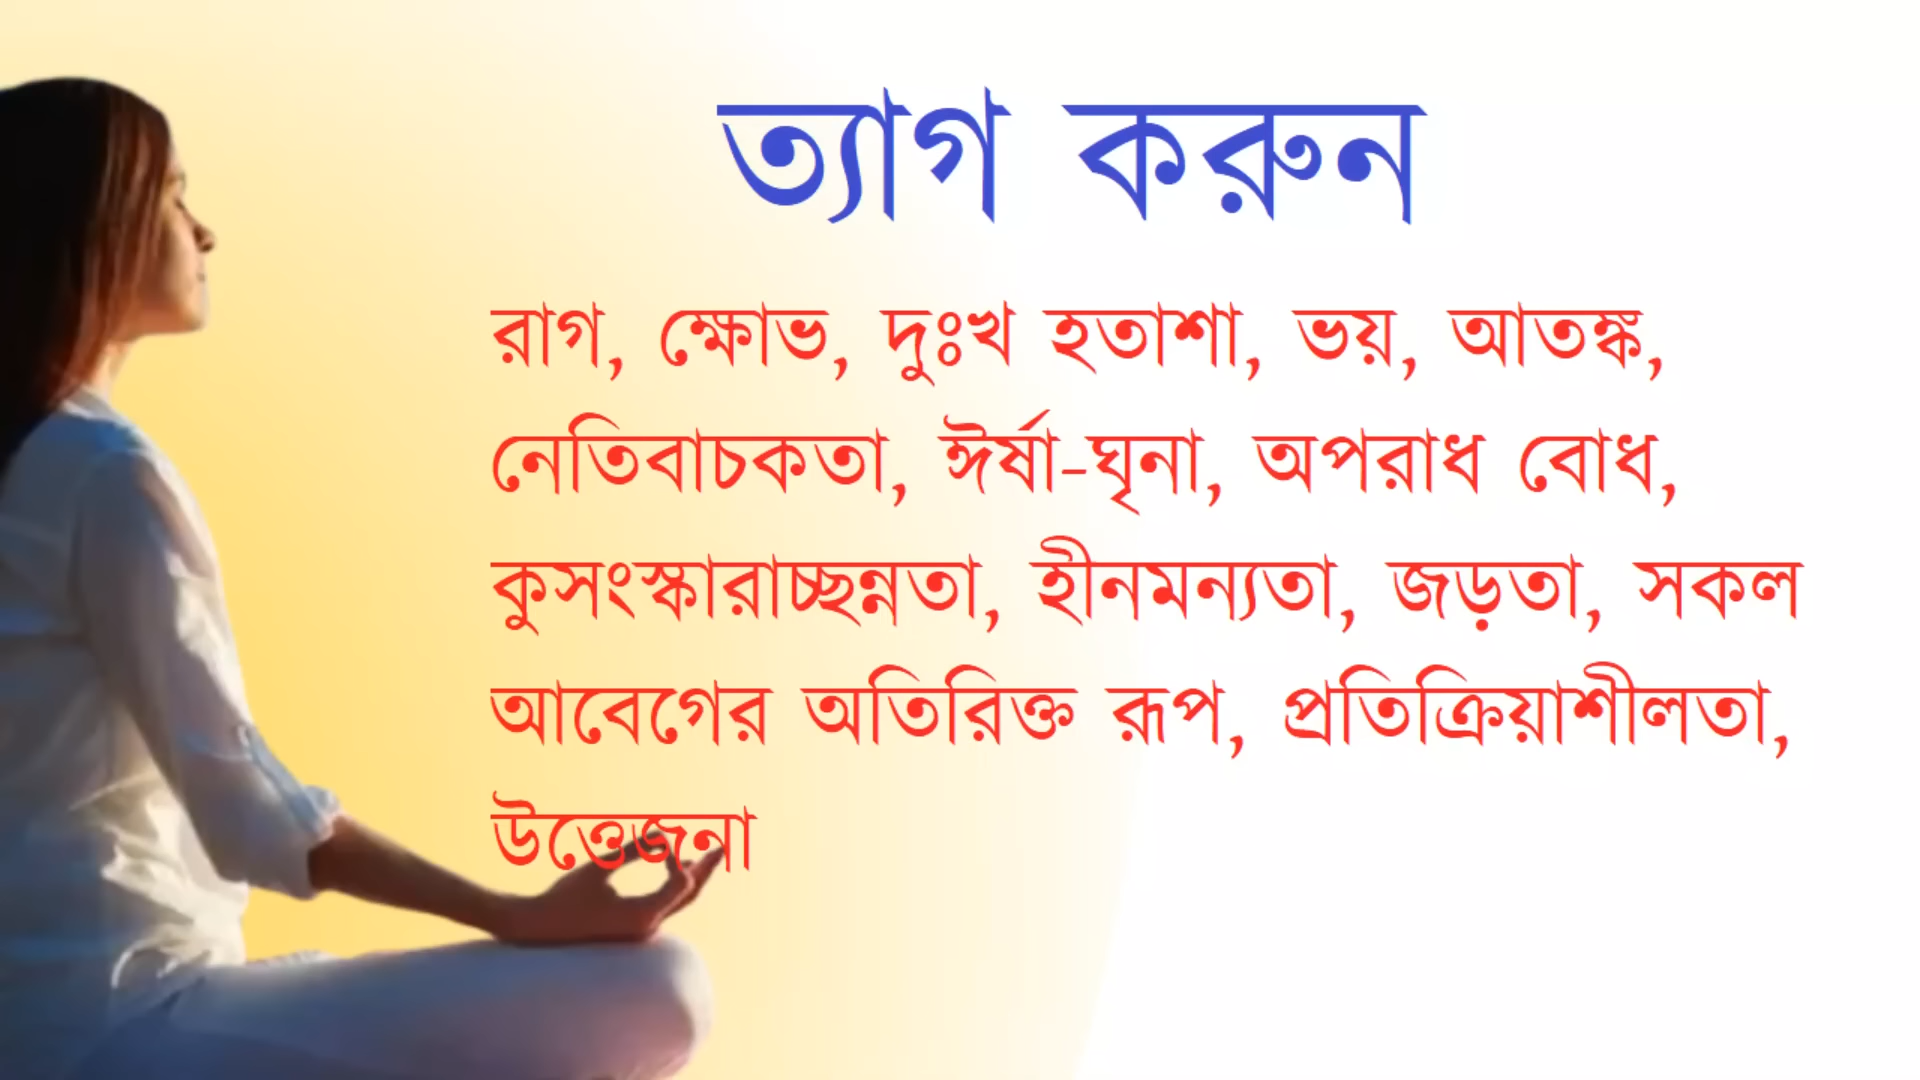 ত্যাগ করুন
রাগ, ক্ষোভ, দুঃখ হতাশা, ভয়, আতঙ্ক,
নেতিবাচকতা, ঈর্ষা-ঘৃনা, অপরাধ বোধ,
কুসংস্কারাচ্ছন্নতা, হীনমন্যতা, জড়তা, সকল
আবেগের অতিরিক্ত রূপ, প্রতিক্রিয়াশীলতা,
উত্তেজনা